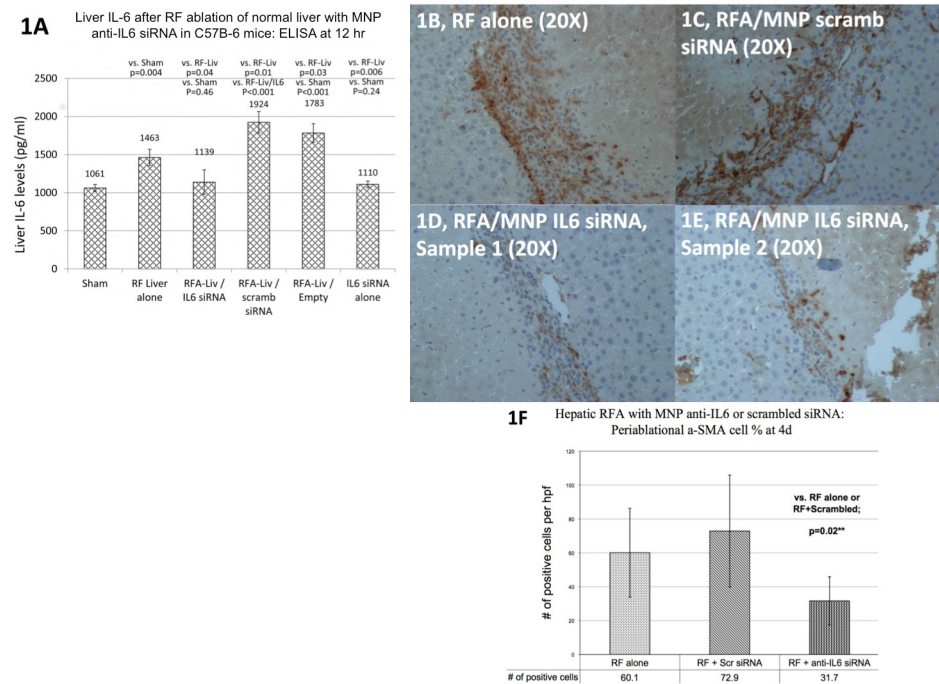 1A
Liver IL-6 after RF ablation of normal liver with MNP
anti-IL6 siRNA in C57B-6 mice: ELISA at 12 hr
vs. Sham vs. RF-Liv vs. RF-Liv vs. RF-Liv vs. RF-Liv
p=0.004 p=0.04 p=0.01 p=0.03 p=0.006
vs. Sham vs. RF-Liv/IL6 vs. Sham vs. Sham
P=0.46 P<0.001 P<0.001 P=0.24
Liver IL-6 levels (pg/ml)
2500
2000
1500
1000
500
0
1061
1463
1139
1924
1783
1110
Sham
RF Liver
alone
RFA-Liv /
IL6 siRNA
RFA-Liv /
scramb
siRNA
RFA-Liv /
Empty
IL6 siRNA
alone
1B, RF alone (20X)
1C, RFA/MNP scramb
siRNA (20X)
1D, RFA/MNP IL6 siRNA,
Sample 1 (20X)
1E, RFA/MNP IL6 siRNA,
Sample 2 (20X)
1F
Hepatic RFA with MNP anti-IL6 or scrambled siRNA:
Periablational a-SMA cell % at 4d
# of positive cells per hpf
120
100
80
60
40
20
0
vs. RF alone or
RF+Scrambled;
p=0.02**
RF alone RF + Scr siRNA RF + anti-IL6 siRNA
# of positive cells 60.1 72.9 31.7